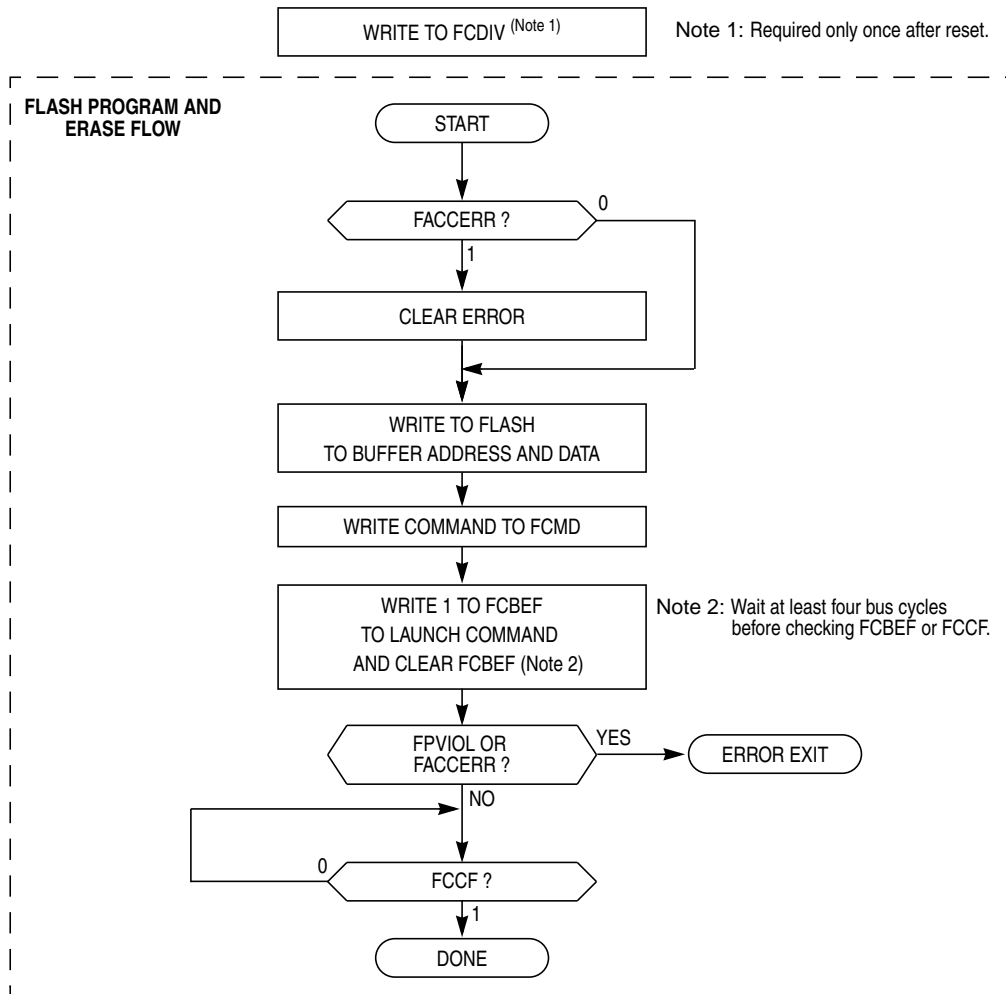 WRITE TO FCDIV (Note 1)
Note 1: Required only once after reset.
FLASH PROGRAM AND
ERASE FLOW
START
FACCERR ?
0
1
CLEAR ERROR
WRITE TO FLASH
TO BUFFER ADDRESS AND DATA
WRITE COMMAND TO FCMD
WRITE 1 TO FCBEF
TO LAUNCH COMMAND
AND CLEAR FCBEF (Note 2)
Note 2: Wait at least four bus cycles
before checking FCBEF or FCCF.
FPVIOL OR
FACCERR ?
YES
ERROR EXIT
NO
0
FCCF ?
1
DONE